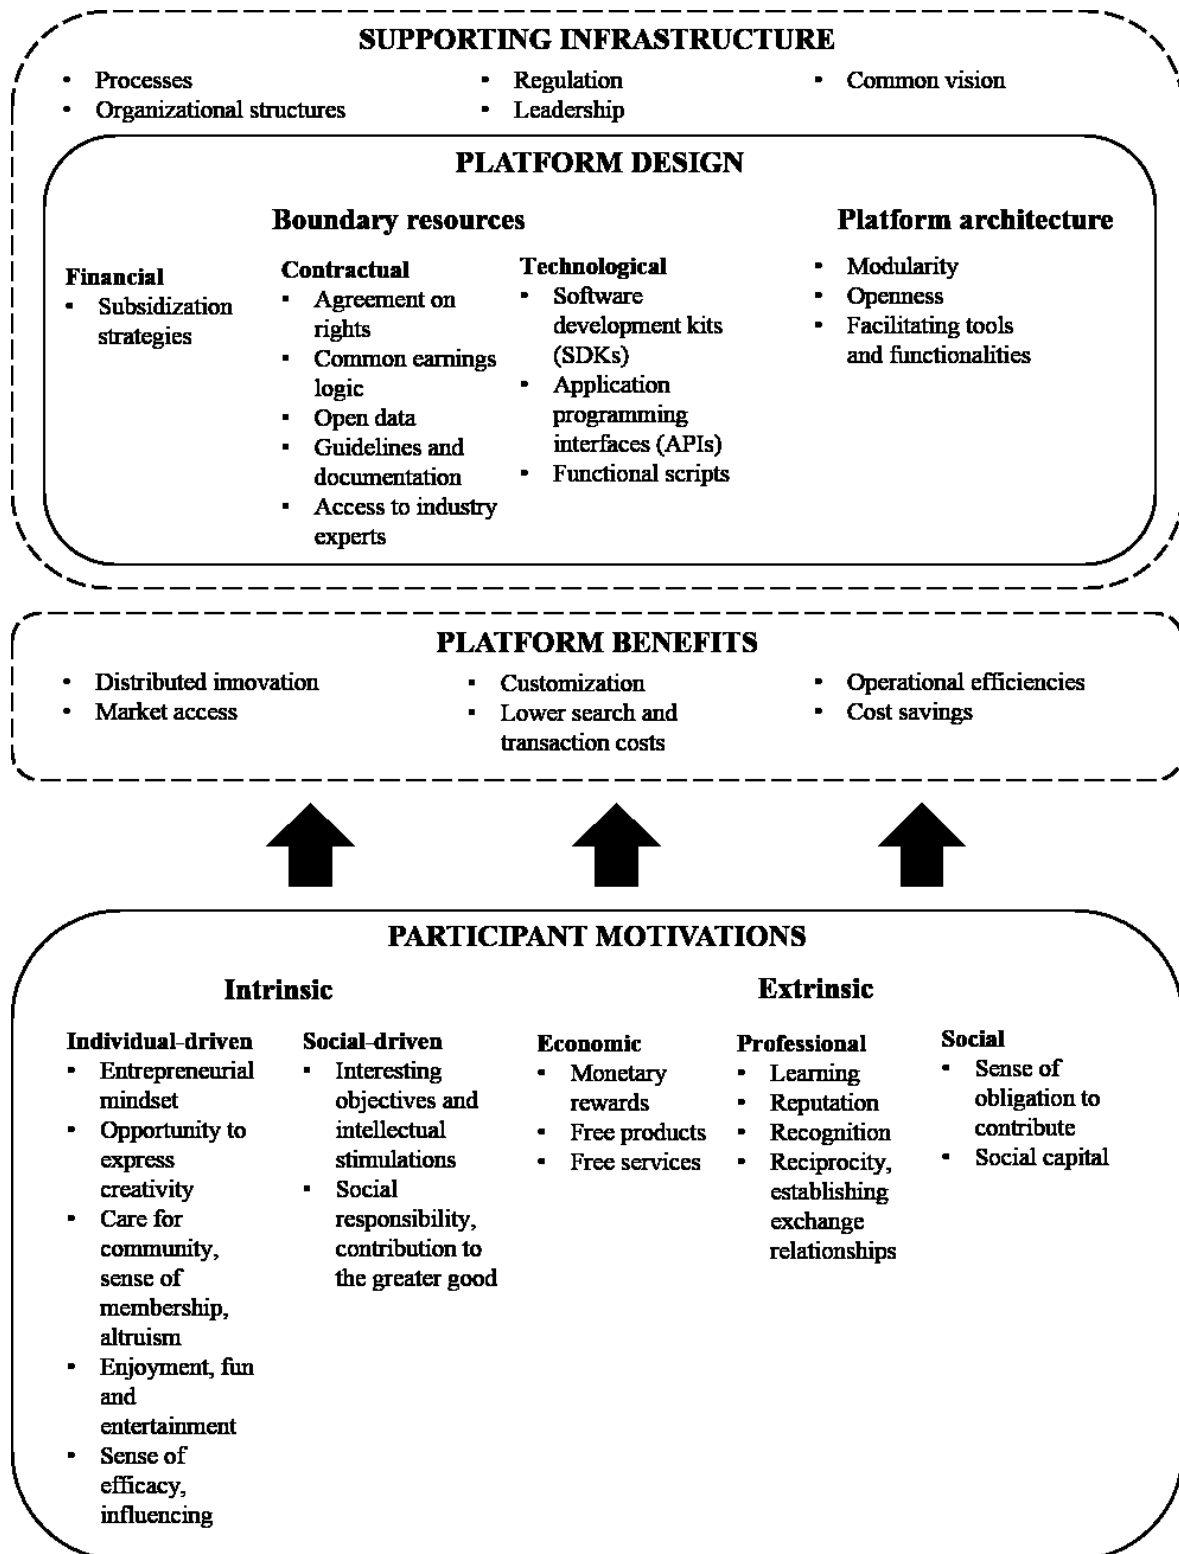 SUPPORTING INFRASTRUCTURE
▪ Processes
▪ Organizational structures
▪ Regulation
▪ Leadership
▪ Common vision
PLATFORM DESIGN
Boundary resources
Financial
▪ Subsidization
strategies
Contractual
▪ Agreement on
rights
▪ Common earnings
logic
▪ Open data
▪ Guidelines and
documentation
▪ Access to industry
experts
Technological
▪ Software
development kits
(SDKs)
▪ Application
programming
interfaces (APIs)
▪ Functional scripts
Platform architecture
▪ Modularity
▪ Openness
▪ Facilitating tools
and functionalities
PLATFORM BENEFITS
▪ Distributed innovation
▪ Market access
▪ Customization
▪ Lower search and
transaction costs
▪ Operational efficiencies
▪ Cost savings
PARTICIPANT MOTIVATIONS
Intrinsic
Individual-driven
▪ Entrepreneurial
mindset
▪ Opportunity to
express
creativity
▪ Care for
community,
sense of
membership,
altruism
▪ Enjoyment, fun
and
entertainment
▪ Sense of
efficacy,
influencing
Social-driven
▪ Interesting
objectives and
intellectual
stimulations
▪ Social
responsibility,
contribution to
the greater good
Extrinsic
Economic
▪ Monetary
rewards
▪ Free products
▪ Free services
Professional
▪ Learning
▪ Reputation
▪ Recognition
▪ Reciprocity,
establishing
exchange
relationships
Social
▪ Sense of
obligation to
contribute
▪ Social capital